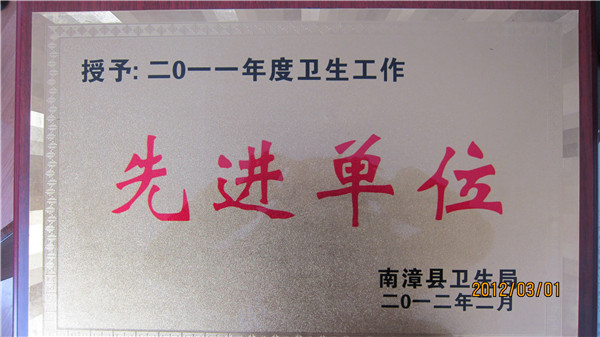 授予:二0一一年度卫生工作
先进单位
南漳县卫生局
2012/03/01
二0一二年二月